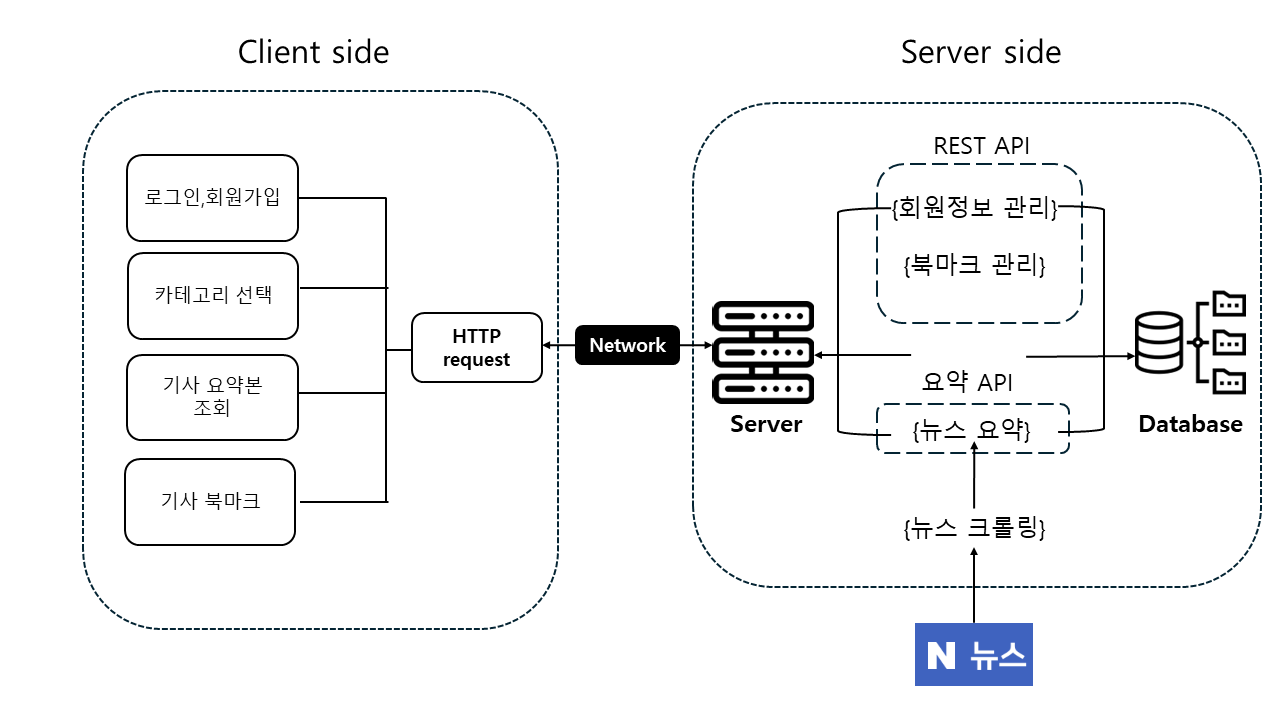 Client side
로그인,회원가입
카테고리 선택
기사 요약본
조회
기사 북마크
HTTP
request
Network
Server side
REST API
{회원정보 관리}
{북마크 관리}
Server
요약 API
{뉴스 요약}
Database
{뉴스 크롤링}
N 뉴스